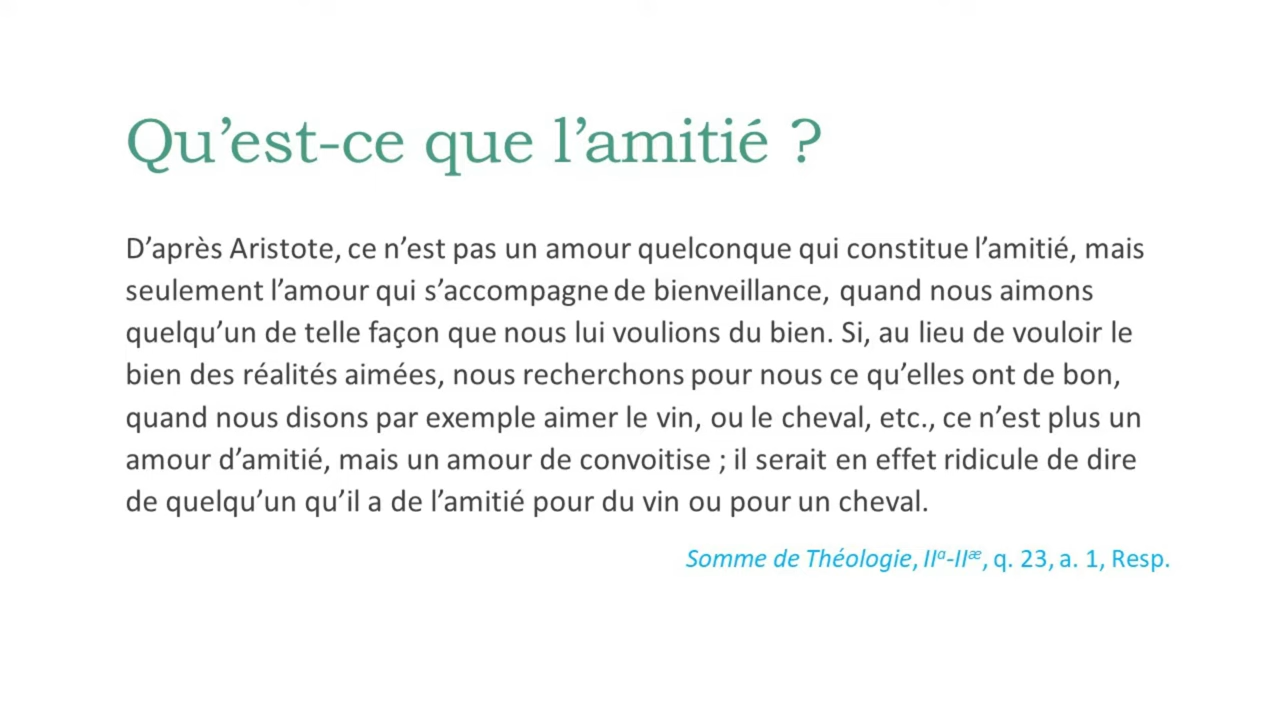 Qu’est-ce que l’amitié ?
D’après Aristote, ce n’est pas un amour quelconque qui constitue l’amitié, mais
seulement l’amour qui s’accompagne de bienveillance, quand nous aimons
quelqu’un de telle façon que nous lui voulions du bien. Si, au lieu de vouloir le
bien des réalités aimées, nous recherchons pour nous ce qu’elles ont de bon,
quand nous disons par exemple aimer le vin, ou le cheval, etc., ce n’est plus un
amour d’amitié, mais un amour de convoitise ; il serait en effet ridicule de dire
de quelqu’un qu’il a de l’amitié pour du vin ou pour un cheval.
Somme de Théologie, IIᵃ-IIᵆ, q. 23, a. 1, Resp.